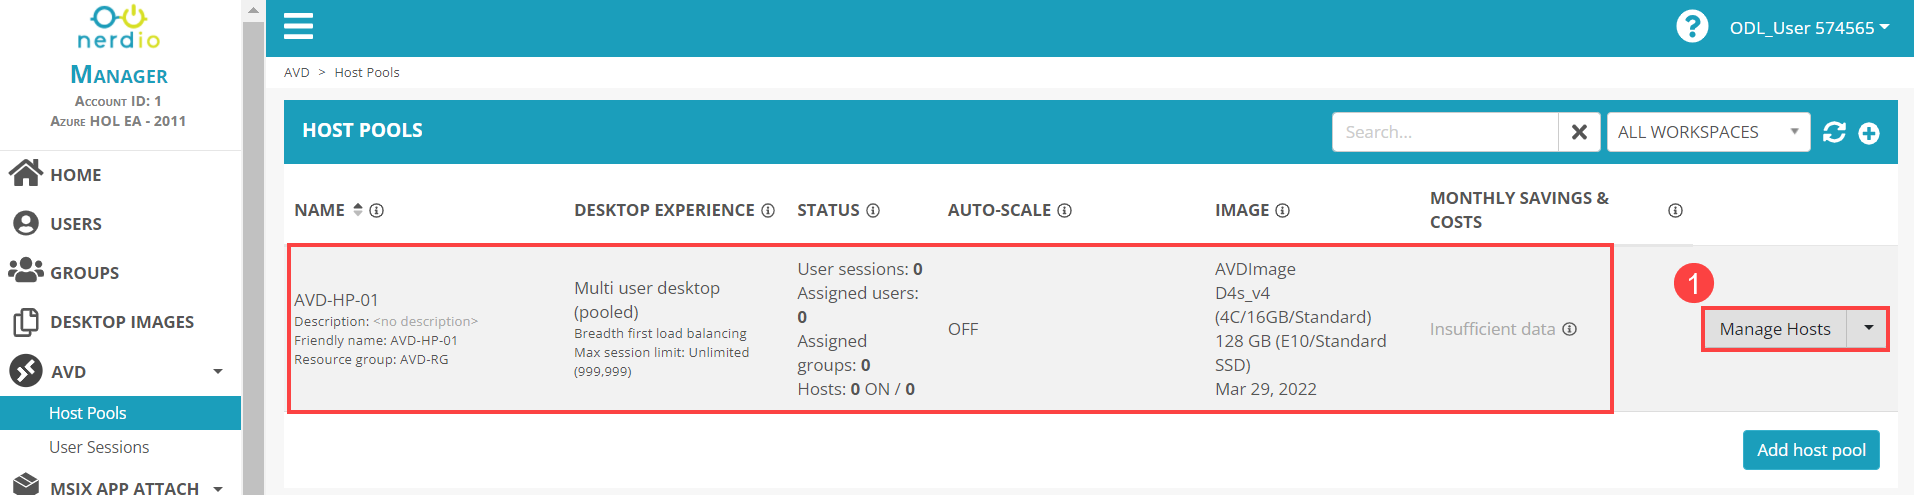 nerdio
MANAGER
ACCOUNT ID: 1
AZURE HOL EA - 2011
HOME
USERS
GROUPS
DESKTOP IMAGES
AVD
Host Pools
User Sessions
MSIX APP ATTACH
?
ODL_User 574565
AVD > Host Pools
HOST POOLS
Search...
ALL WORKSPACES
NAME
DESKTOP EXPERIENCE
STATUS
AUTO-SCALE
IMAGE
MONTHLY SAVINGS &
COSTS
AVD-HP-01
Description: <no description>
Friendly name: AVD-HP-01
Resource group: AVD-RG
Multi user desktop
(pooled)
Breadth first load balancing
Max session limit: Unlimited
(999,999)
User sessions: 0
Assigned users:
0
Assigned
groups: 0
Hosts: 0 ON / 0
OFF
AVDImage
D4s_v4
(4C/16GB/Standard)
128 GB (E10/Standard
SSD)
Mar 29, 2022
Insufficient data
1
Manage Hosts
Add host pool